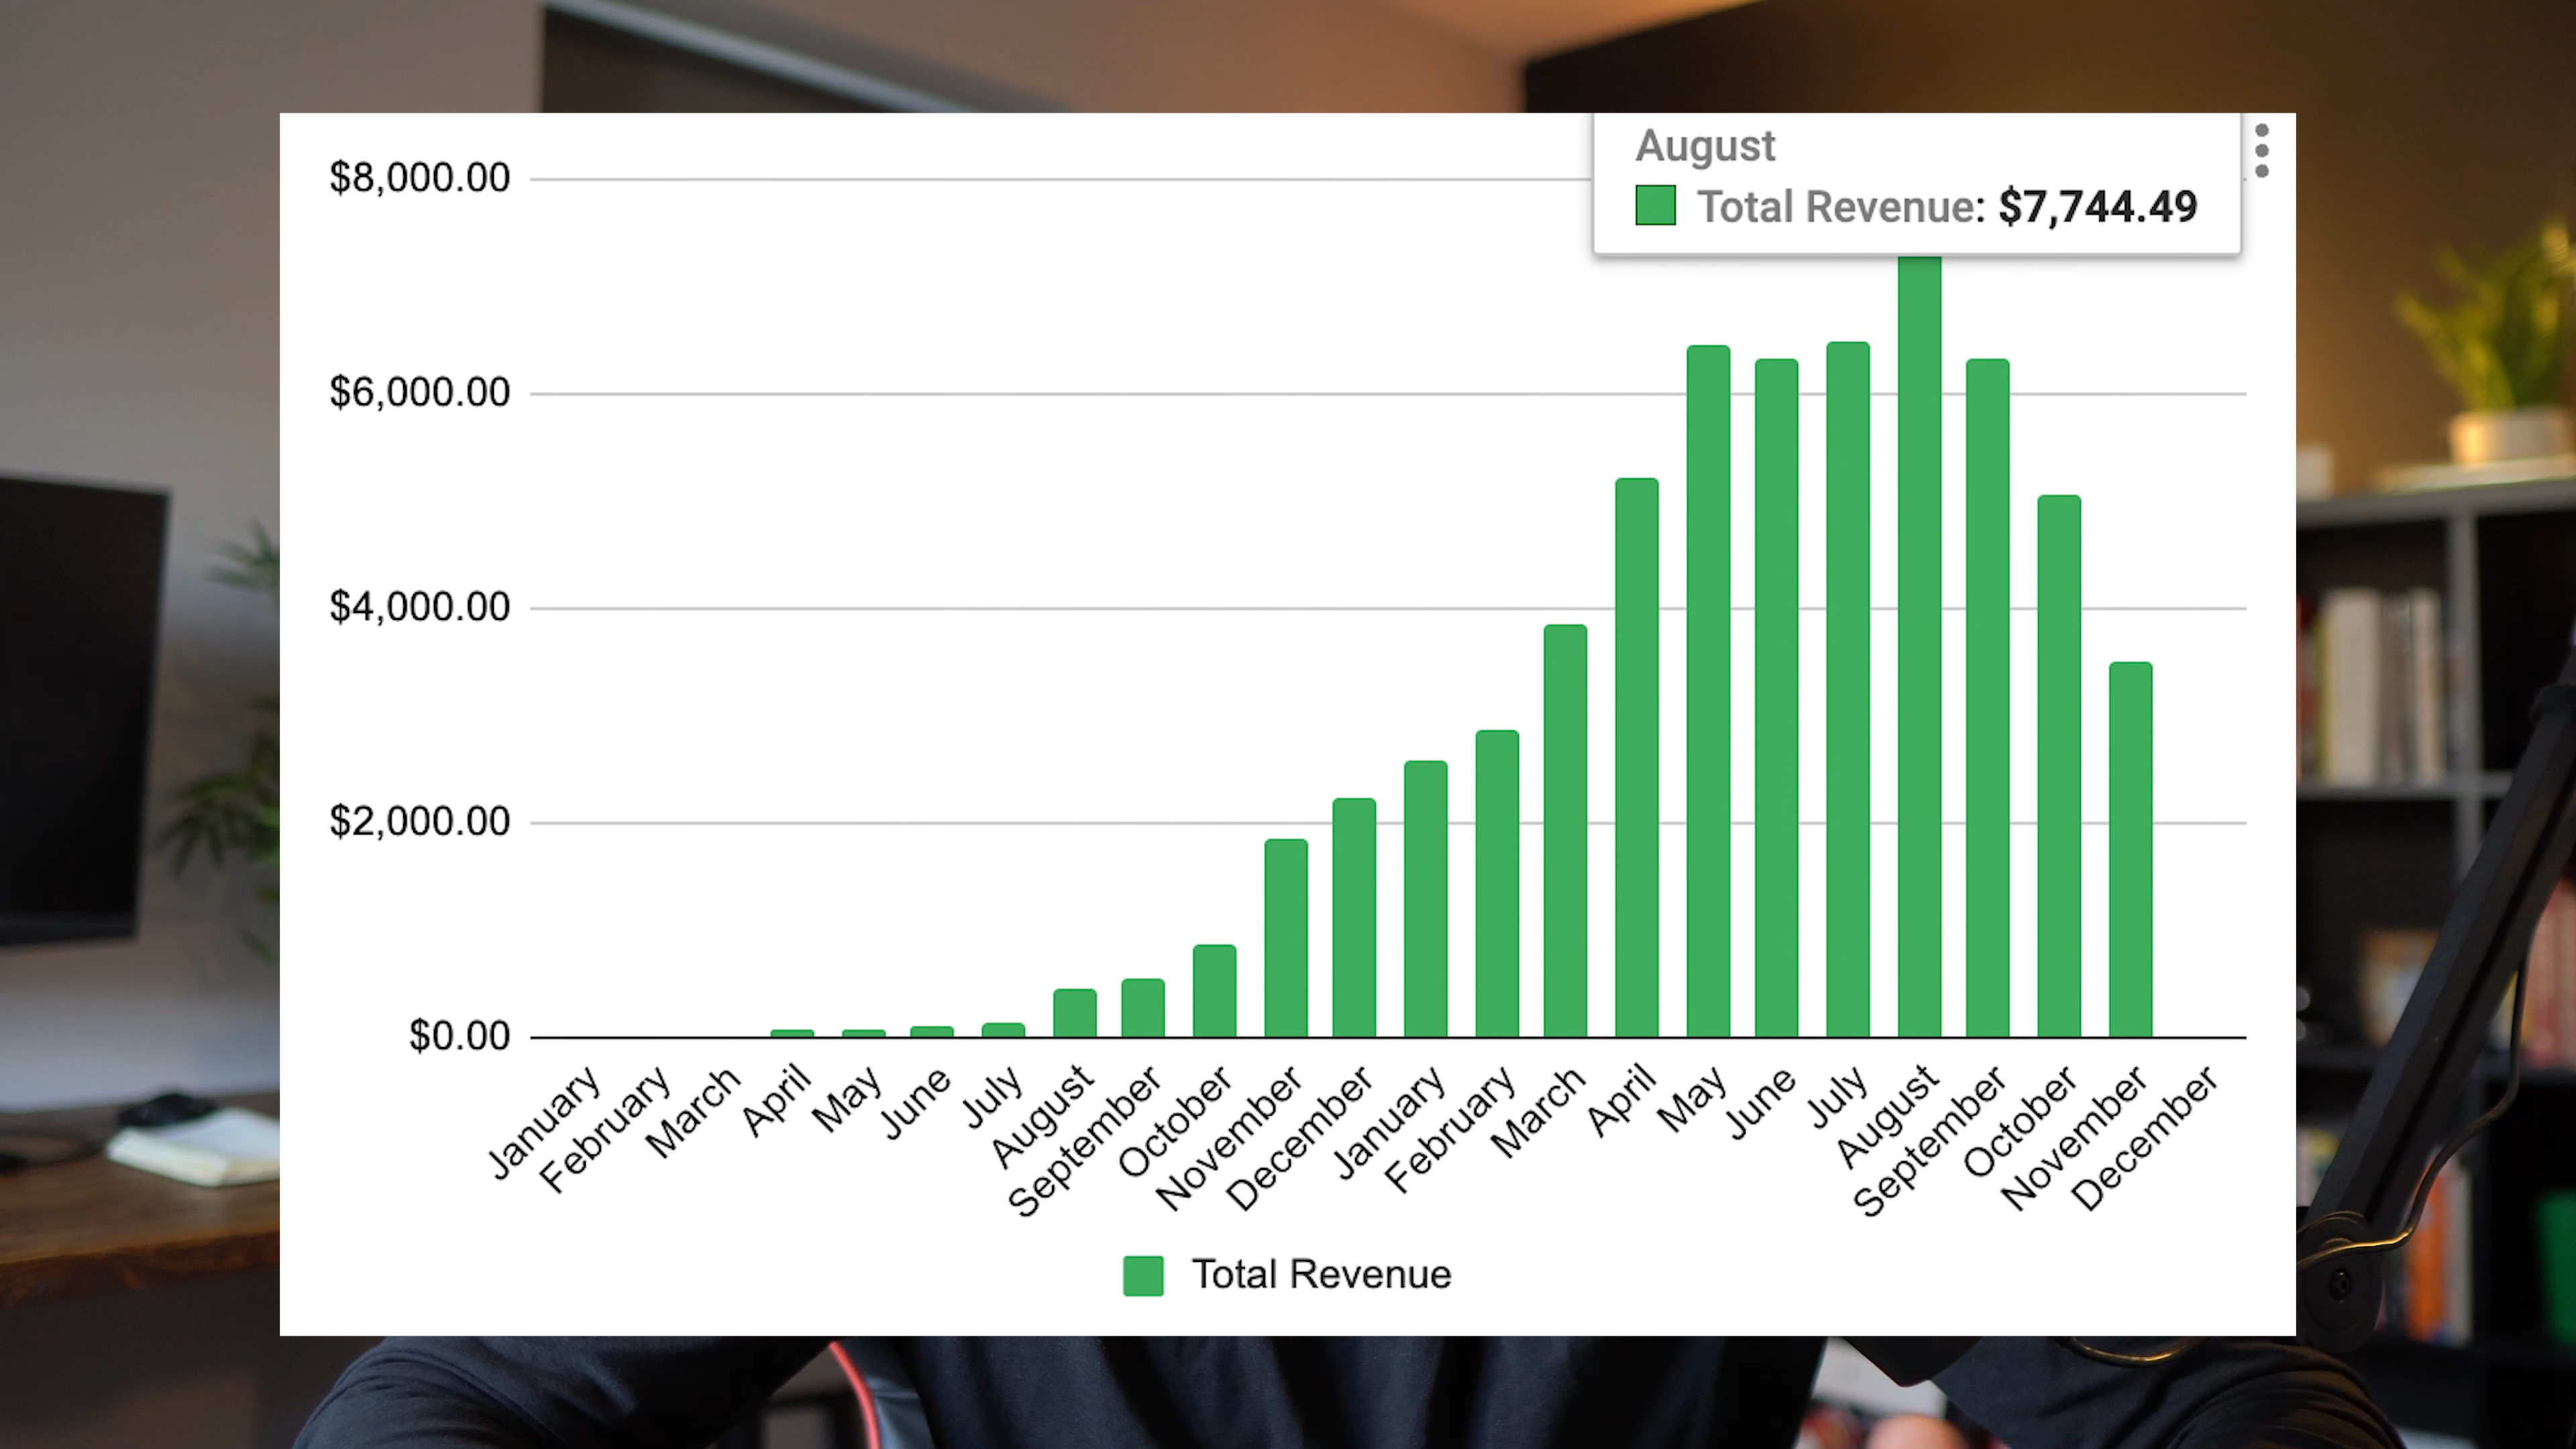 August
Total Revenue: $7,744.49
$8,000.00
$6,000.00
$4,000.00
$2,000.00
$0.00
January
February
March
April
May
June
July
August
September
October
November
December
January
February
March
April
May
June
July
August
September
October
November
December
Total Revenue